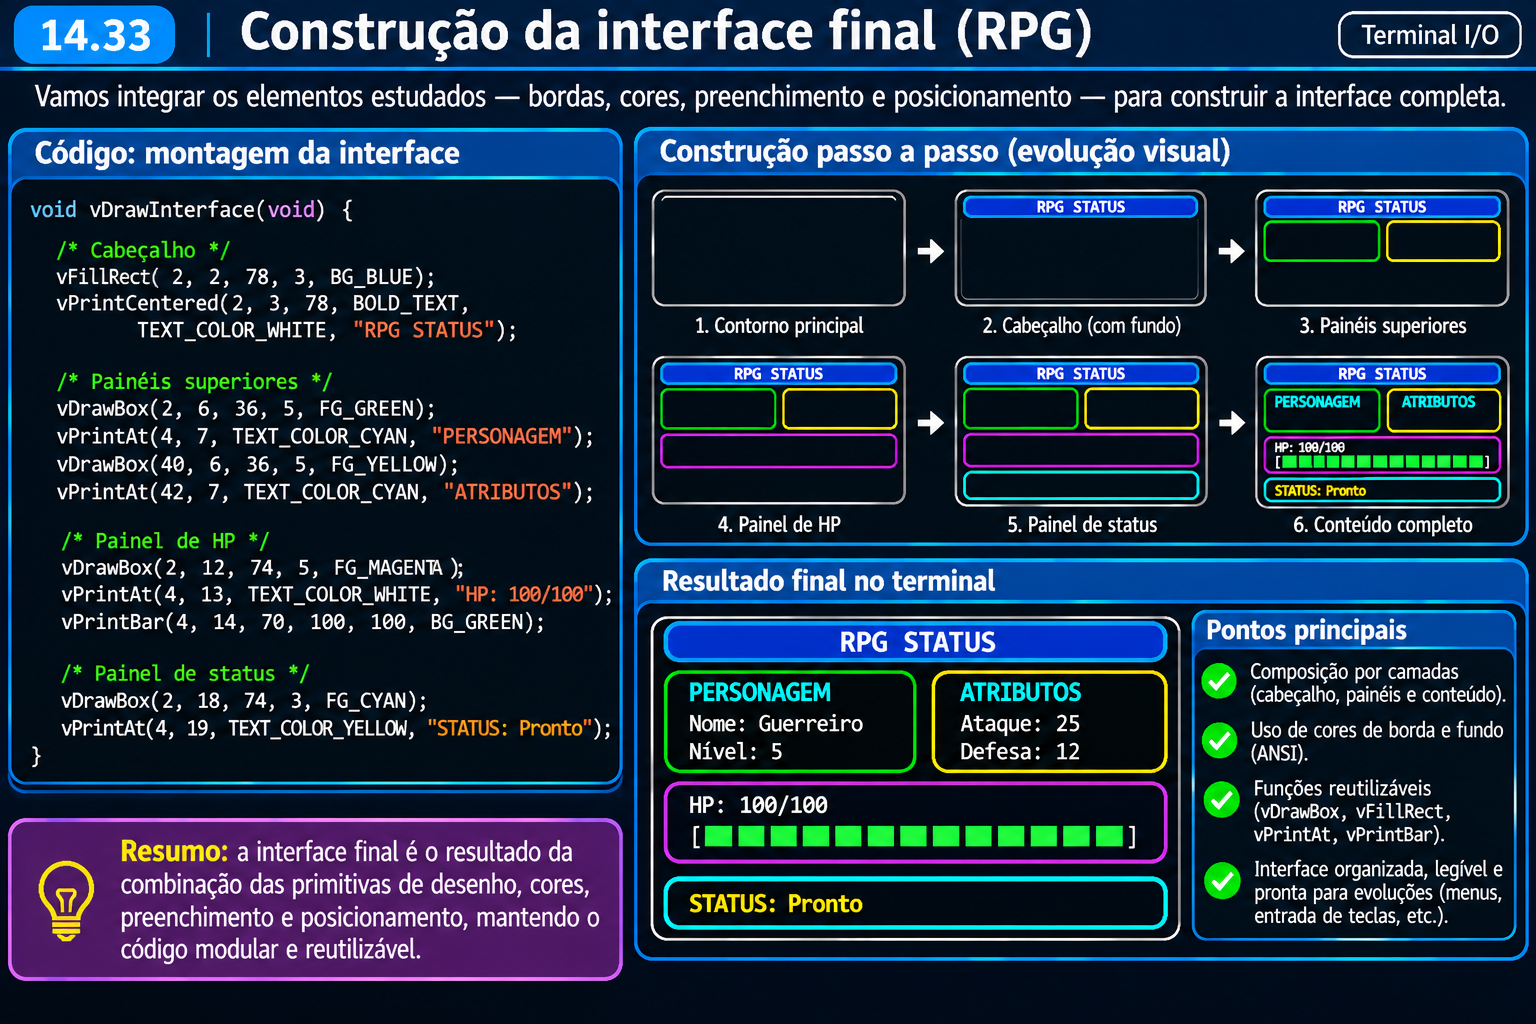 14.33
Construção da interface final (RPG)
Terminal I/O
Vamos integrar os elementos estudados — bordas, cores, preenchimento e posicionamento — para construir a interface completa.
Código: montagem da interface
void vDrawInterface(void) {
/* Cabeçalho */
vFillRect( 2, 2, 78, 3, BG_BLUE);
vPrintCentered(2, 3, 78, BOLD_TEXT,
TEXT_COLOR_WHITE, "RPG STATUS");
/* Painéis superiores */
vDrawBox(2, 6, 36, 5, FG_GREEN);
vPrintAt(4, 7, TEXT_COLOR_CYAN, "PERSONAGEM");
vDrawBox(40, 6, 36, 5, FG_YELLOW);
vPrintAt(42, 7, TEXT_COLOR_CYAN, "ATRIBUTOS");
/* Painel de HP */
vDrawBox(2, 12, 74, 5, FG_MAGENTA );
vPrintAt(4, 13, TEXT_COLOR_WHITE, "HP: 100/100");
vPrintBar(4, 14, 70, 100, 100, BG_GREEN);
/* Painel de status */
vDrawBox(2, 18, 74, 3, FG_CYAN);
vPrintAt(4, 19, TEXT_COLOR_YELLOW, "STATUS: Pronto");
}
Resumo: a interface final é o resultado da
combinação das primitivas de desenho, cores,
preenchimento e posicionamento, mantendo o
código modular e reutilizável.
Construção passo a passo (evolução visual)
1. Contorno principal
RPG STATUS
2. Cabeçalho (com fundo)
RPG STATUS
3. Painéis superiores
RPG STATUS
4. Painel de HP
RPG STATUS
5. Painel de status
RPG STATUS
PERSONAGEM
ATRIBUTOS
HP: 100/100
[ ]
STATUS: Pronto
6. Conteúdo completo
Resultado final no terminal
RPG STATUS
PERSONAGEM
Nome: Guerreiro
Nível: 5
ATRIBUTOS
Ataque: 25
Defesa: 12
HP: 100/100
[ ]
STATUS: Pronto
Pontos principais
Composição por camadas
(cabeçalho, painéis e conteúdo).
Uso de cores de borda e fundo
(ANSI).
Funções reutilizáveis
(vDrawBox, vFillRect,
vPrintAt, vPrintBar).
Interface organizada, legível e
pronta para evoluções (menus,
entrada de teclas, etc.).